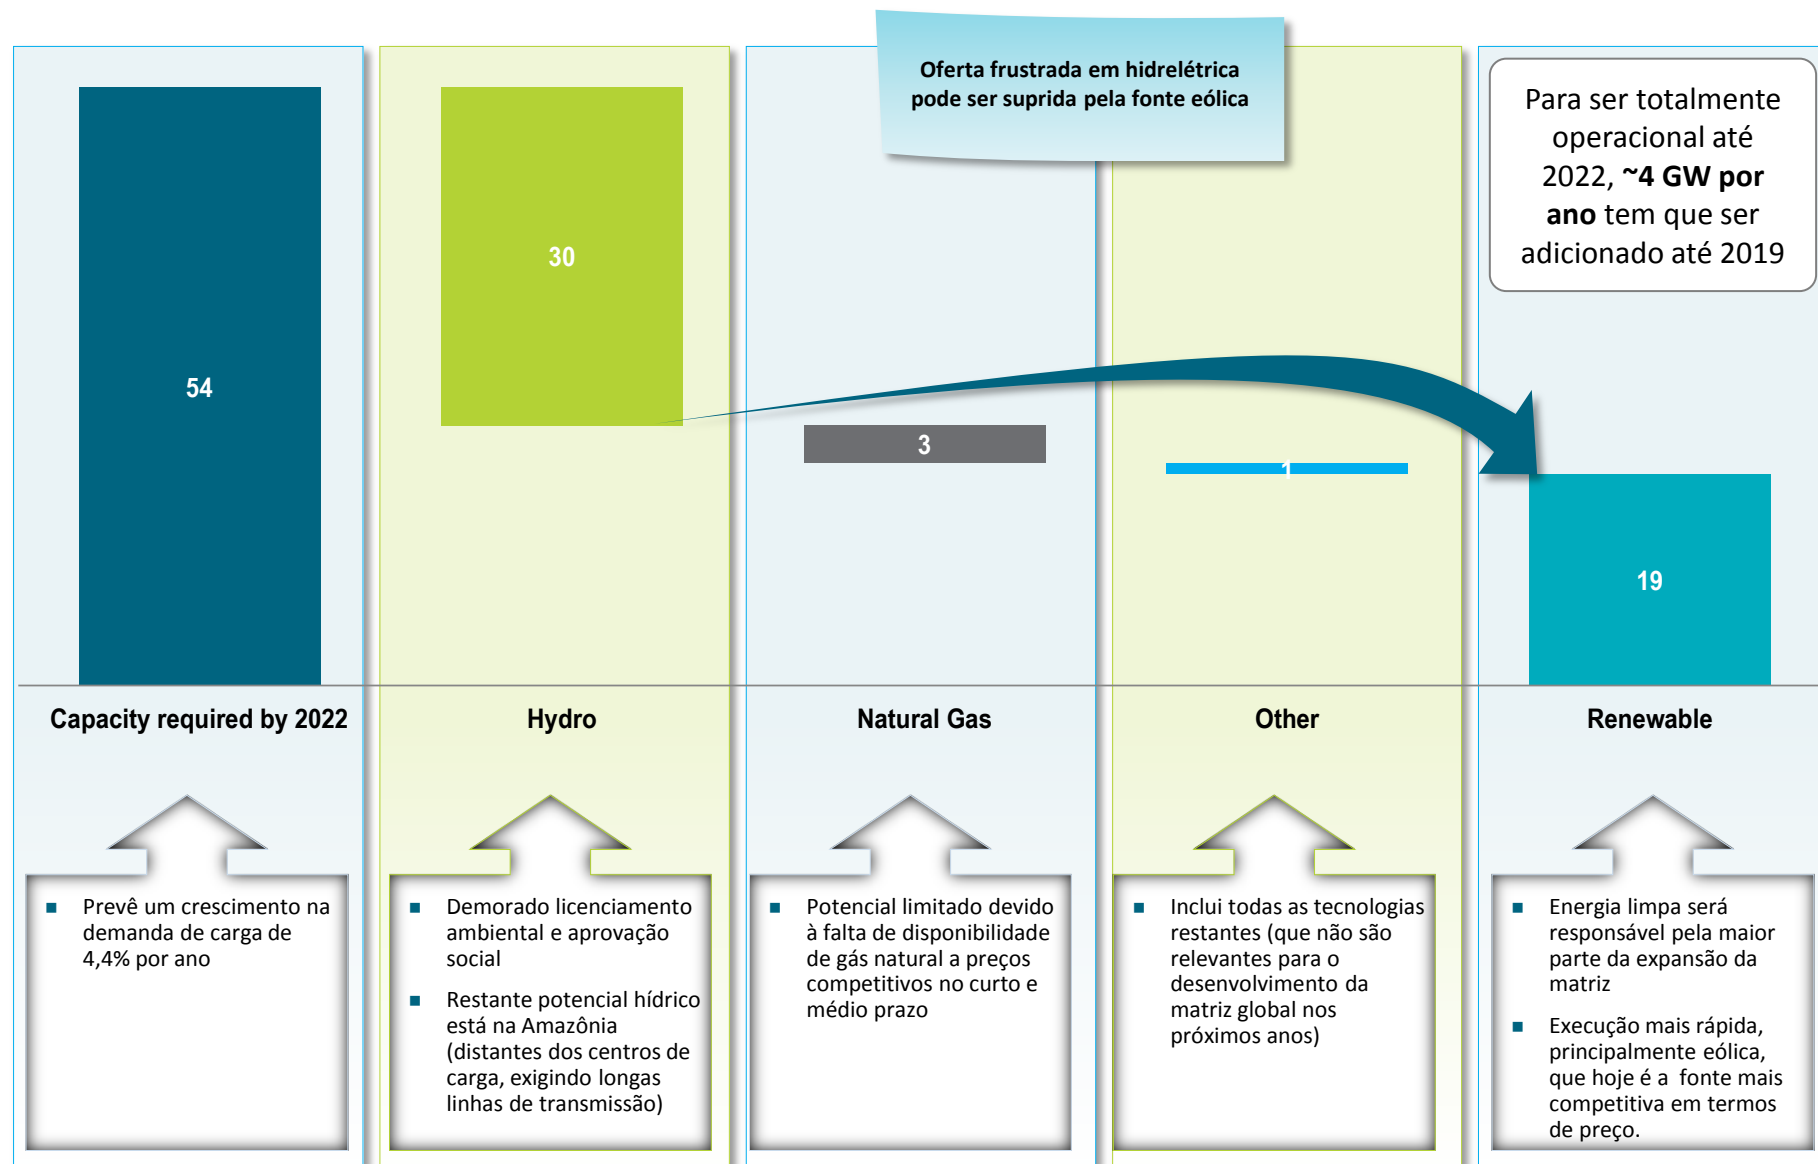 Oferta frustrada em hidrelétrica
pode ser suprida pela fonte eólica
Para ser totalmente
operacional até
2022, ~4 GW por
ano tem que ser
adicionado até 2019
54
30
3
1
19
Capacity required by 2022
Hydro
Natural Gas
Other
Renewable
Prevê um crescimento na
demanda de carga de
4,4% por ano
Demorado licenciamento
ambiental e aprovação
social
Restante potencial hídrico
está na Amazônia
(distantes dos centros de
carga, exigindo longas
linhas de transmissão)
Potencial limitado devido
à falta de disponibilidade
de gás natural a preços
competitivos no curto e
médio prazo
Inclui todas as tecnologias
restantes (que não são
relevantes para o
desenvolvimento da
matriz global nos
próximos anos)
Energia limpa será
responsável pela maior
parte da expansão da
matriz
Execução mais rápida,
principalmente eólica,
que hoje é a fonte mais
competitiva em termos
de preço.